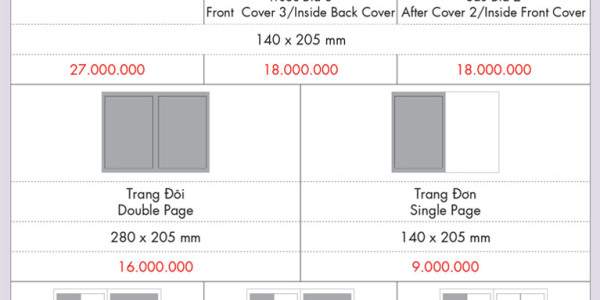 Front Cover 3/Inside Back Cover
After Cover 2/Inside Front Cover
140 x 205 mm
27.000.000
18.000.000
18.000.000
Trang Đôi
Double Page
Trang Đơn
Single Page
280 x 205 mm
140 x 205 mm
16.000.000
9.000.000